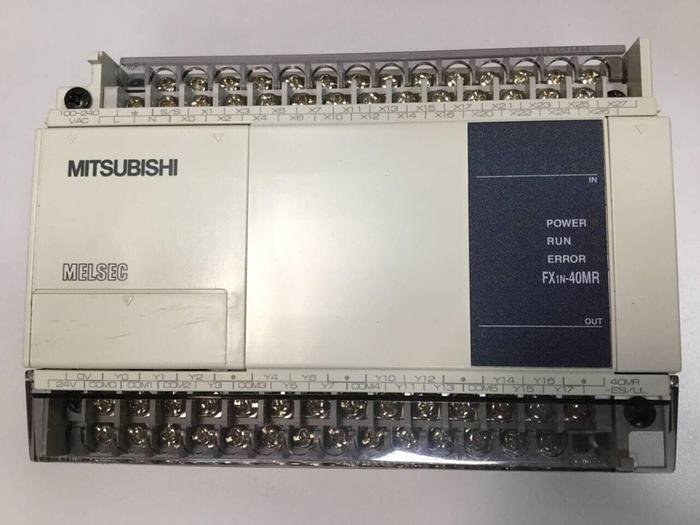 ⏚ S/S X1 X3 X5 X7 X11 X13 X15 X17 X21 X23 X25 X27
100-240 VAC L N X0 X2 X4 X6 X10 X12 X14 X16 X20 X22 X24 X26
MITSUBISHI
IN
POWER
RUN
ERROR
MELSEC
FX1N-40MR
OUT
0V Y0 Y1 Y2 • Y4 Y6 • Y10 Y12 • Y14 Y16 • 40MR
24V COM0 COM1 COM2 Y3 COM3 Y5 Y7 COM4 Y11 Y13 COM5 Y15 Y17 -ES/UL